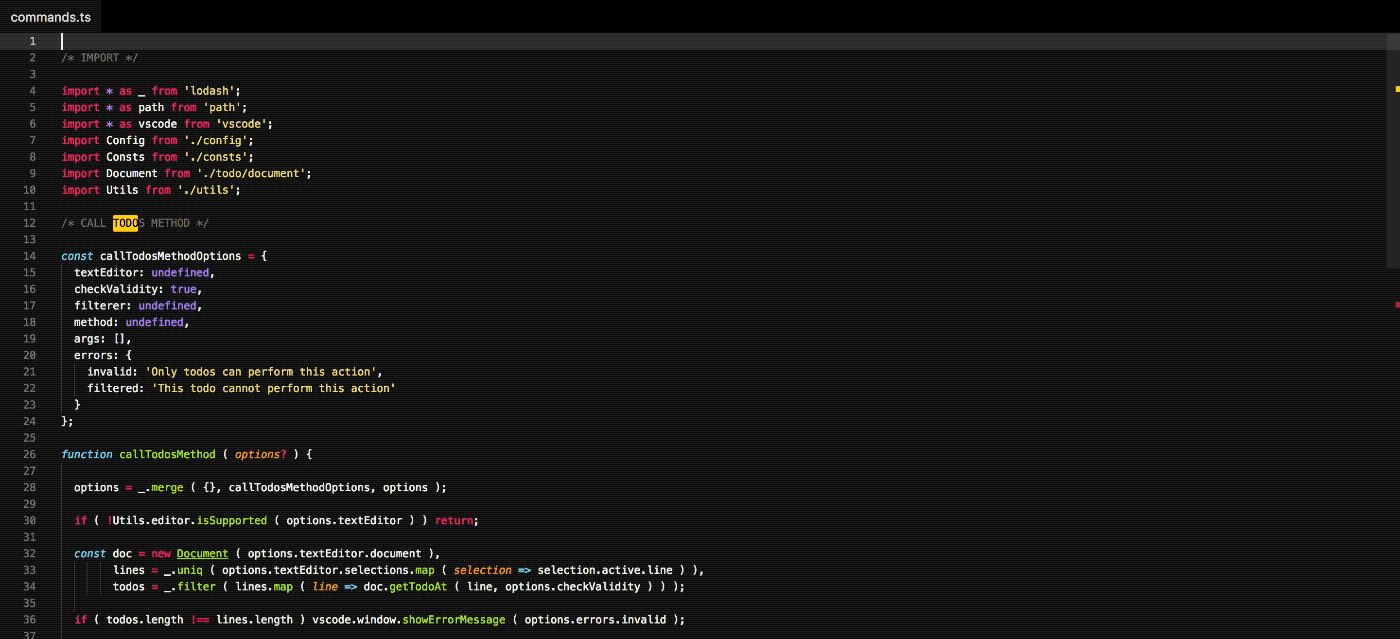 commands.ts
1
2 /* IMPORT */
3
4 import * as _ from 'lodash';
5 import * as path from 'path';
6 import * as vscode from 'vscode';
7 import Config from './config';
8 import Consts from './consts';
9 import Document from './todo/document';
10 import Utils from './utils';
11
12 /* CALL TODOS METHOD */
13
14 const callTodosMethodOptions = {
15   textEditor: undefined,
16   checkValidity: true,
17   filterer: undefined,
18   method: undefined,
19   args: [],
20   errors: {
21     invalid: 'Only todos can perform this action',
22     filtered: 'This todo cannot perform this action'
23   }
24 };
25
26 function callTodosMethod ( options? ) {
27
28   options = _.merge ( {}, callTodosMethodOptions, options );
29
30   if ( !Utils.editor.isSupported ( options.textEditor ) ) return;
31
32   const doc = new Document ( options.textEditor.document ),
33         lines = _.uniq ( options.textEditor.selections.map ( selection => selection.active.line ) ),
34         todos = _.filter ( lines.map ( line => doc.getTodoAt ( line, options.checkValidity ) ) );
35
36   if ( todos.length !== lines.length ) vscode.window.showErrorMessage ( options.errors.invalid );
37